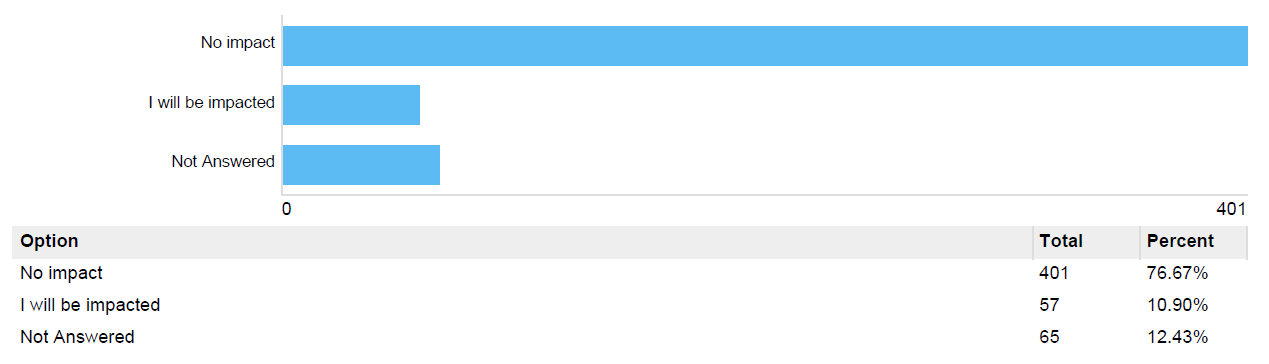 No impact
I will be impacted
Not Answered
0 401
Option Total Percent
No impact 401 76.67%
I will be impacted 57 10.90%
Not Answered 65 12.43%